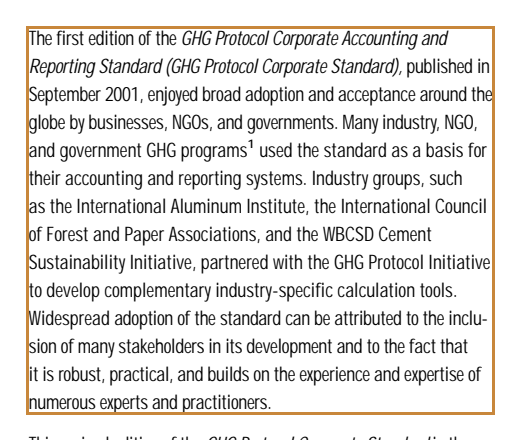 The first edition of the GHG Protocol Corporate Accounting and
Reporting Standard (GHG Protocol Corporate Standard), published in
September 2001, enjoyed broad adoption and acceptance around the
globe by businesses, NGOs, and governments. Many industry, NGO,
and government GHG programs¹ used the standard as a basis for
their accounting and reporting systems. Industry groups, such
as the International Aluminum Institute, the International Council
of Forest and Paper Associations, and the WBCSD Cement
Sustainability Initiative, partnered with the GHG Protocol Initiative
to develop complementary industry-specific calculation tools.
Widespread adoption of the standard can be attributed to the inclu-
sion of many stakeholders in its development and to the fact that
it is robust, practical, and builds on the experience and expertise of
numerous experts and practitioners.